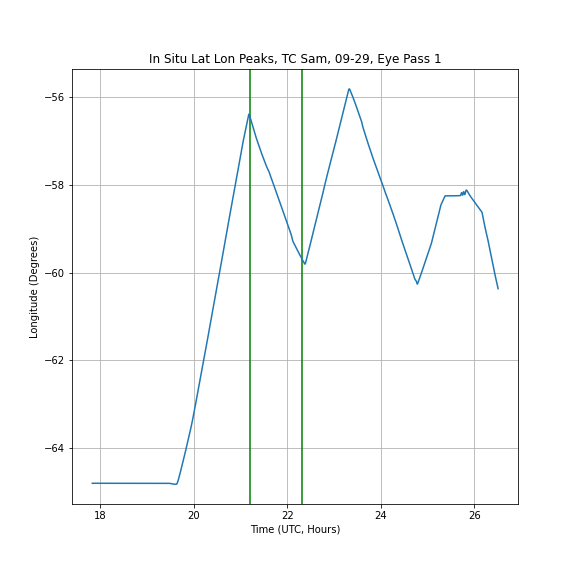 In Situ Lat Lon Peaks, TC Sam, 09-29, Eye Pass 1
Longitude (Degrees)
−56
−58
−60
−62
−64
18 20 22 24 26
Time (UTC, Hours)